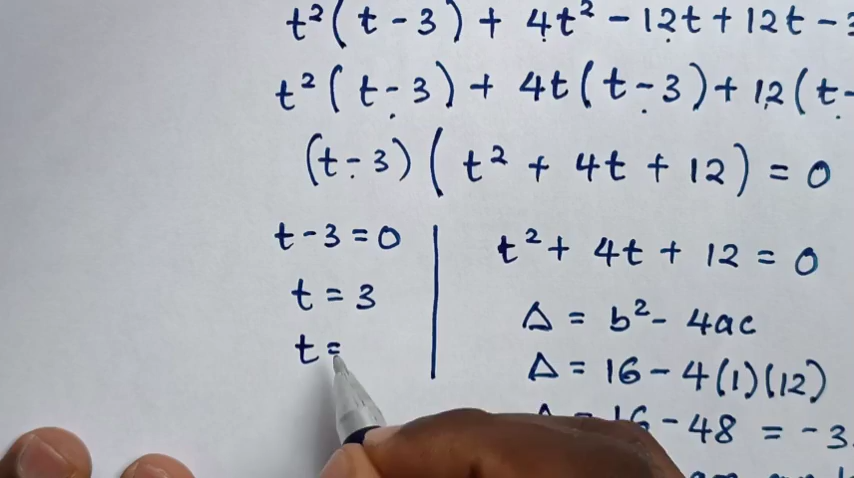 t²(t-3) + 4t² - 12t + 12t -
t²(t-3) + 4t(t-3) + 12(t-
(t-3)(t² + 4t + 12) = 0
t-3 = 0
t = 3
t =
t² + 4t + 12 = 0
Δ = b² - 4ac
Δ = 16 - 4(1)(12)
16 - 48 = -3